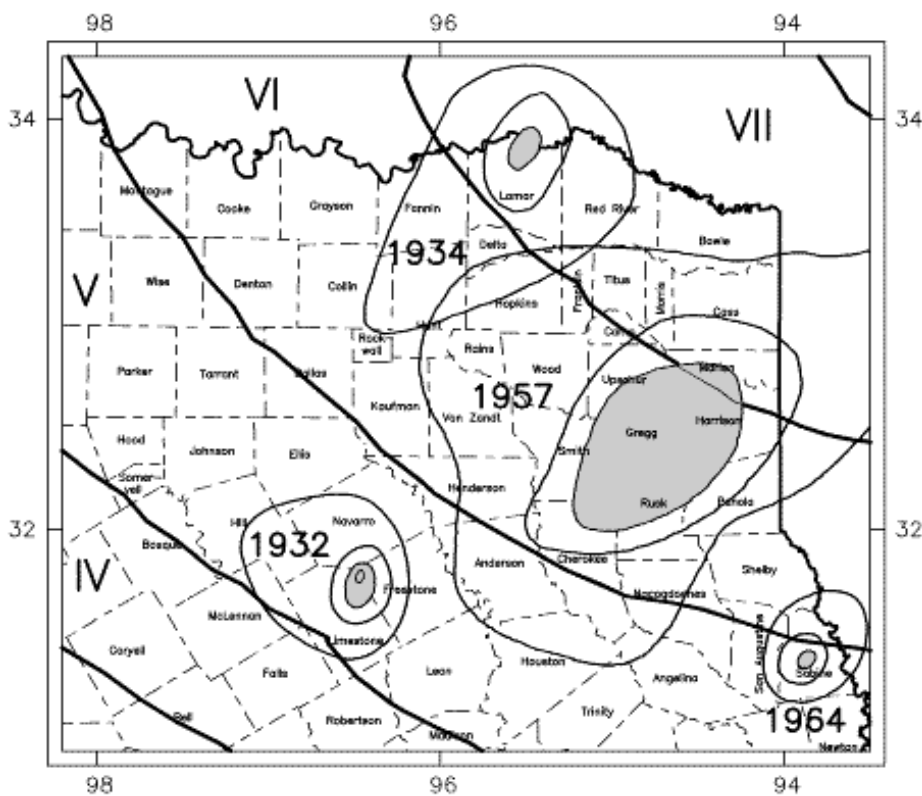 98 96 94
VI
34 34
VII
Montague Cooke Grayson Fannin Lamar Red River
Bowie
1934
Delta
V
Wise Denton Collin Hopkins Franklin Titus Morris Cass
Hunt
Rock
wall
Rains
Wood
Camp
Parker Tarrant Dallas Upshur Marion
1957
Kaufman Van Zandt
Gregg Harrison
Hood Johnson Ellis Smith
Somer
vell
Henderson
Rusk Panola
32 32
Hill Navarro
1932
Bosque
Anderson Cherokee Shelby
IV
Freestone
Nacogdoches
McLennan
Limestone
San Augustine
Coryell Falls Leon Houston Angelina Sabine
Bell Robertson Trinity
1964
Madison
Newton
98 96 94